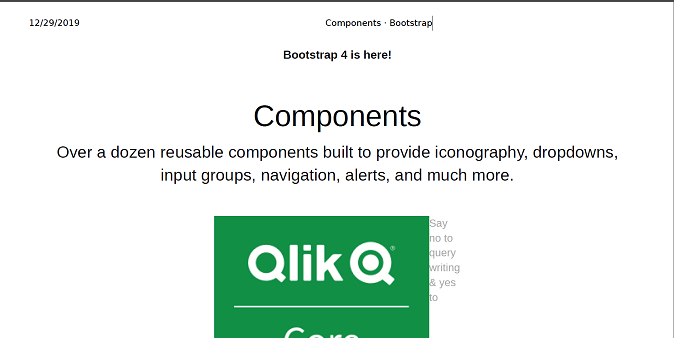 12/29/2019 Components · Bootstrap
Bootstrap 4 is here!
Components
Over a dozen reusable components built to provide iconography, dropdowns,
input groups, navigation, alerts, and much more.
Qlik Q®
Say
no to
query
writing
& yes
to
Core